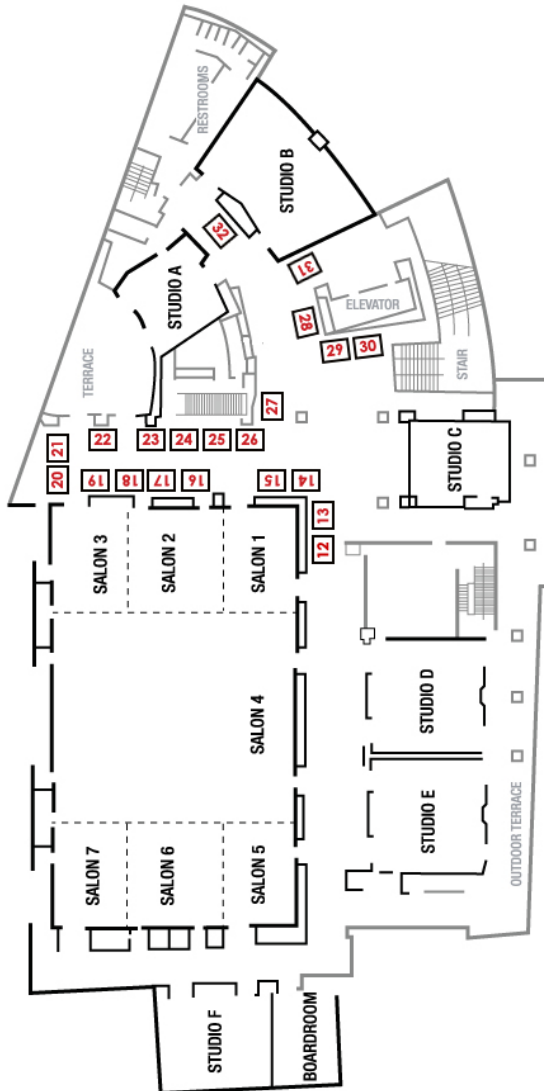 RESTROOMS
STUDIO B
32
STUDIO A
31
ELEVATOR
28
TERRACE
29
30
STAIR
27
21
22
23
24
25
26
STUDIO C
20
19
18
17
16
15
14
13
12
SALON 3
SALON 2
SALON 1
SALON 4
STUDIO D
STUDIO E
OUTDOOR TERRACE
SALON 7
SALON 6
SALON 5
STUDIO F
BOARDROOM